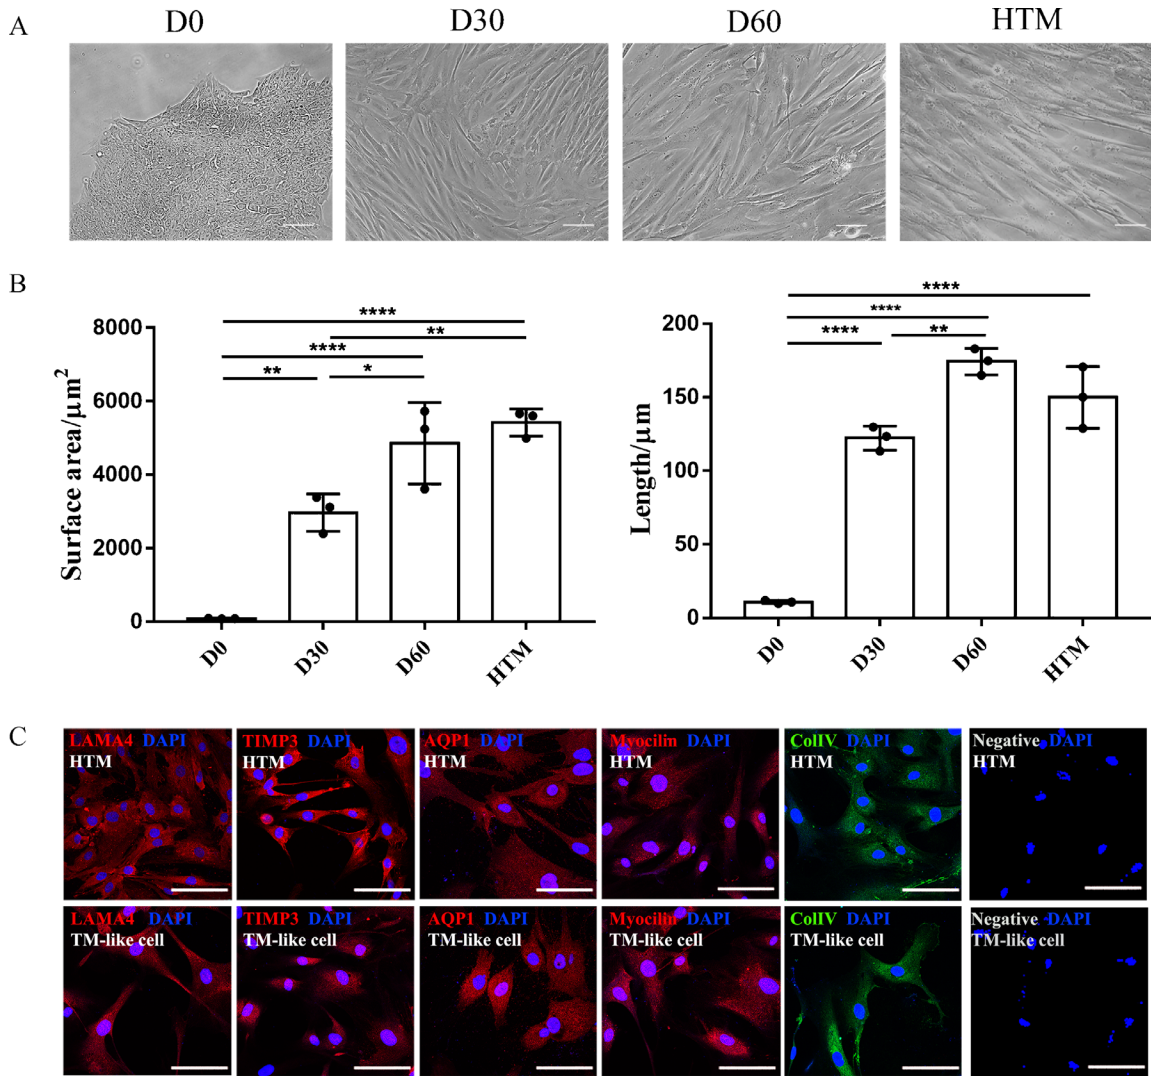 A
D0 D30 D60 HTM
B
**** 
** **
**** 
** *
8000
6000
4000
2000
0
Surface area/μm²
D0 D30 D60 HTM
****
****
**** **
200
150
100
50
0
Length/μm
D0 D30 D60 HTM
C
LAMA4 DAPI
HTM
TIMP3 DAPI
HTM
AQP1 DAPI
HTM
Myocilin DAPI
HTM
ColIV DAPI
HTM
Negative DAPI
HTM
LAMA4 DAPI
TM-like cell
TIMP3 DAPI
TM-like cell
AQP1 DAPI
TM-like cell
Myocilin DAPI
TM-like cell
ColIV DAPI
TM-like cell
Negative DAPI
TM-like cell